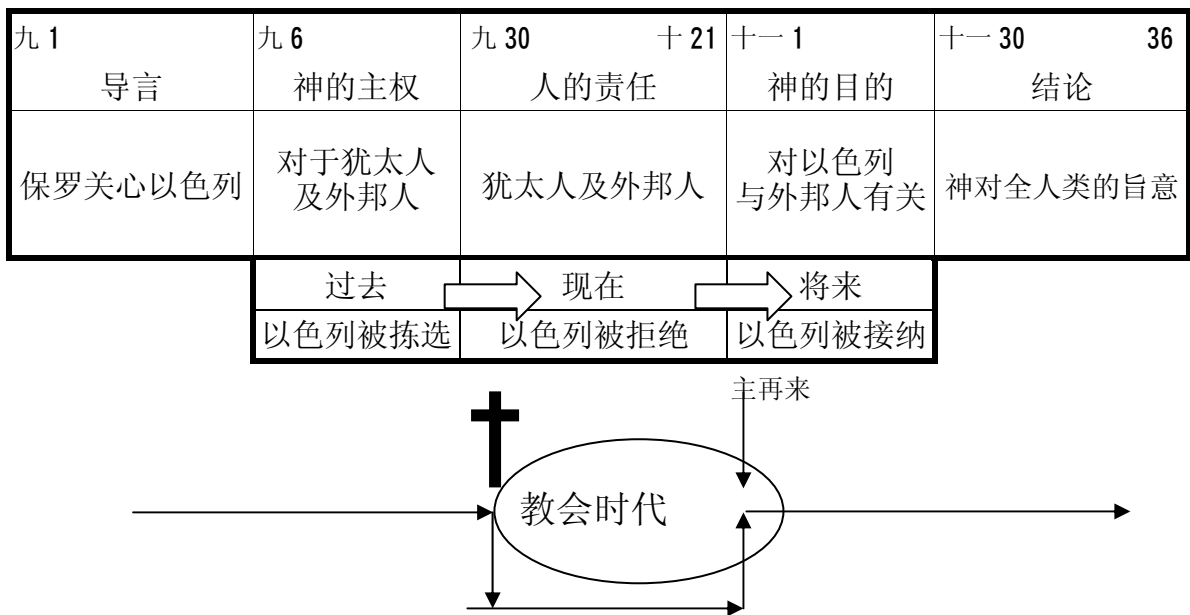 九 1
九 6
九 30 十 21
十一 1
十一 30 36
导言
神的主权
人的责任
神的目的
结论
保罗关心以色列
对于犹太人
及外邦人
犹太人及外邦人
对以色列
与外邦人有关
神对全人类的旨意
过去
现在
将来
以色列被拣选
以色列被拒绝
以色列被接纳
主再来
教会时代